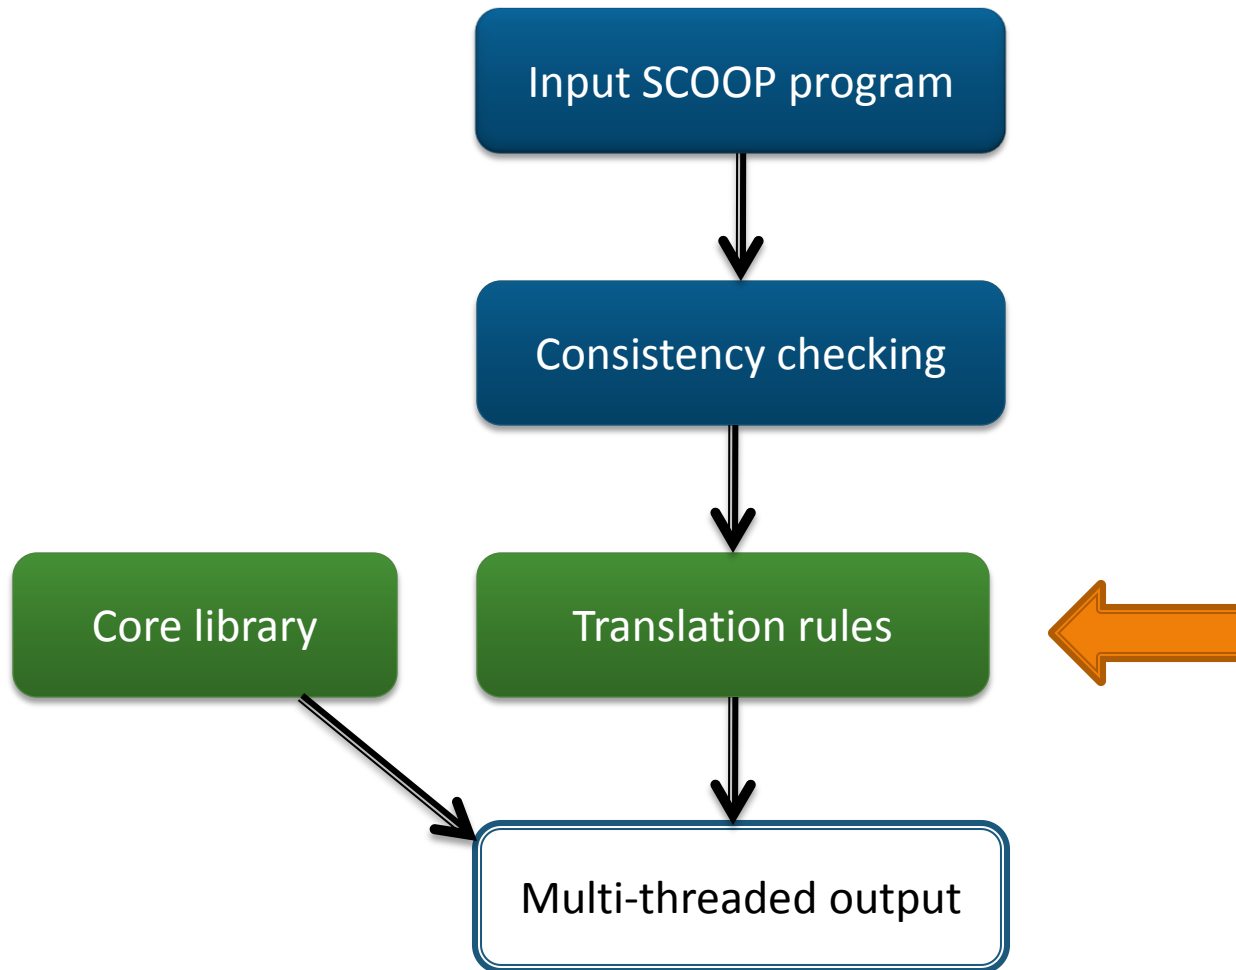 Input SCOOP program
Consistency checking
Core library
Translation rules
Multi-threaded output